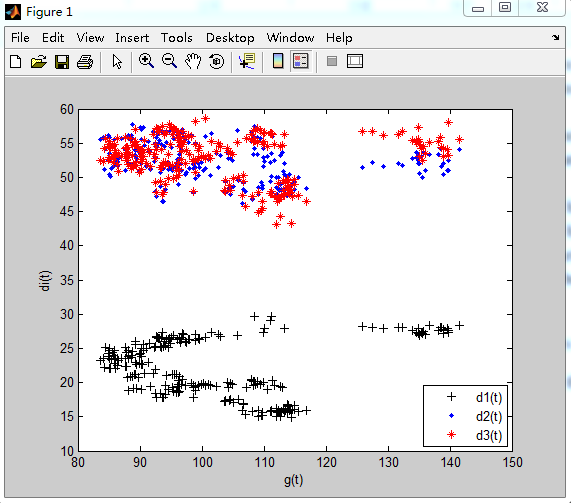 Figure 1
File Edit View Insert Tools Desktop Window Help
60
55
50
45
40
35
30
25
20
15
10
di(t)
d1(t)
d2(t)
d3(t)
80 90 100 110 120 130 140 150
g(t)